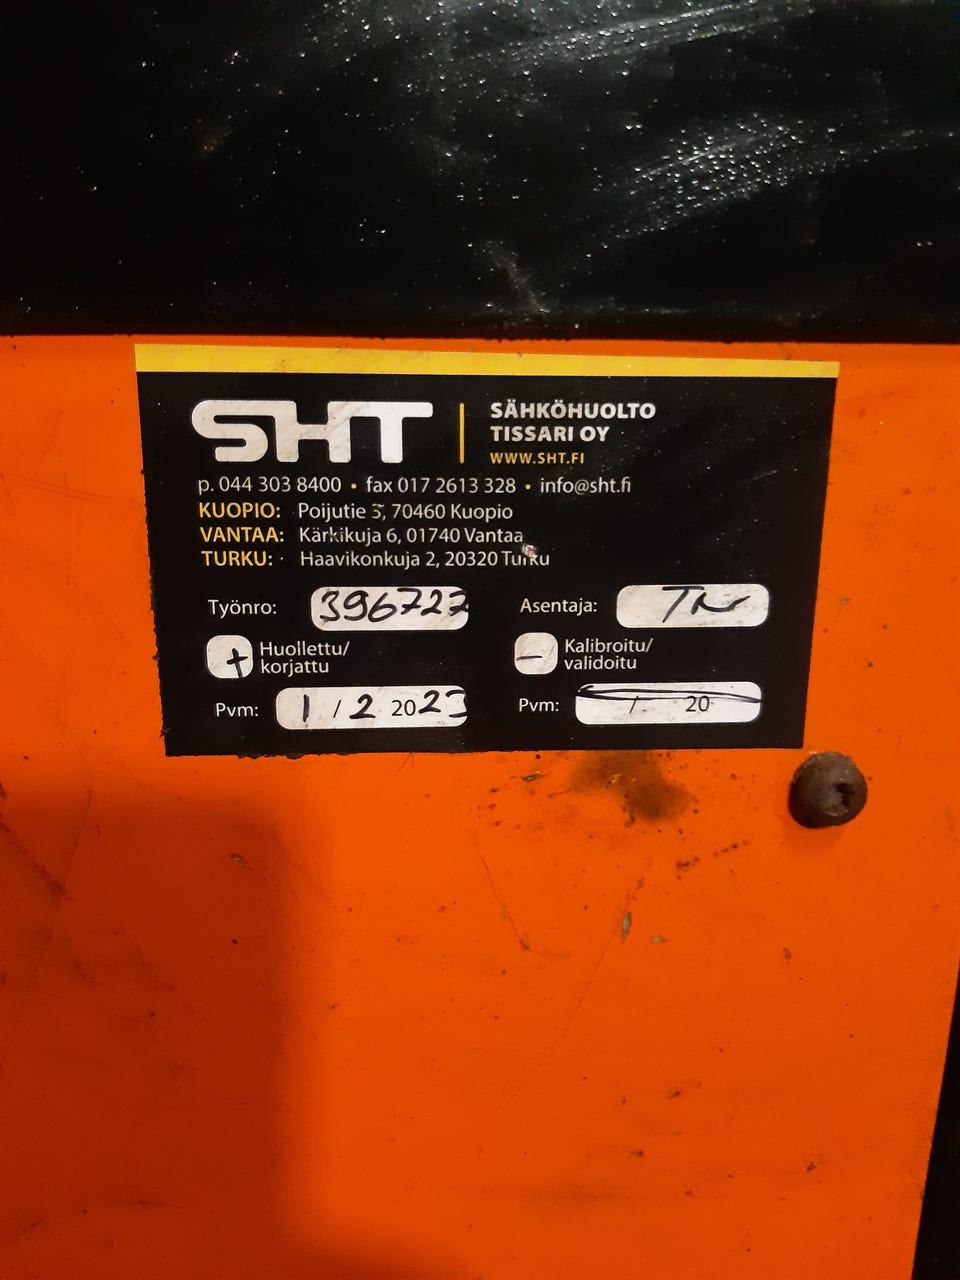 SHT
SÄHKÖHUOLTO
TISSARI OY
WWW.SHT.FI
p. 044 303 8400 • fax 017 2613 328 • info@sht.fi
KUOPIO: Poijutie 3, 70460 Kuopio
VANTAA: Kärkikuja 6, 01740 Vantaa
TURKU: Haavikonkuja 2, 20320 Turku
Työnro: 396727 Asentaja: TN
+ Huollettu/ korjattu - Kalibroitu/ validoitu
Pvm: 1 / 2 2023 Pvm: / 20